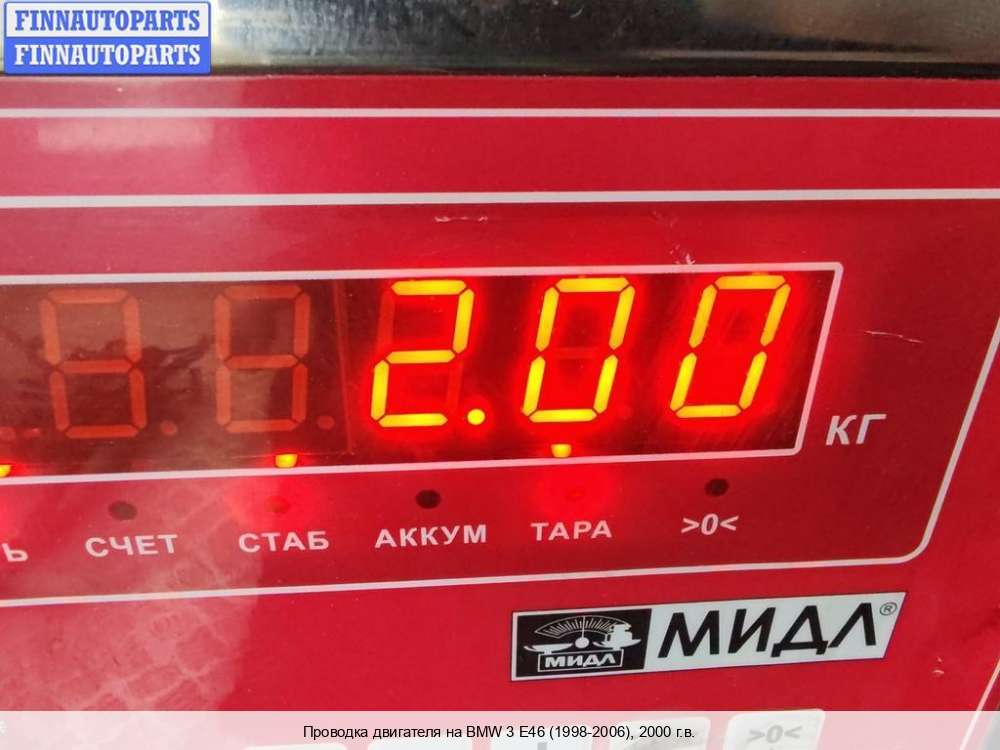 FINNAUTOPARTS
FINNAUTOPARTS
2.00
КГ
Ь СЧЕТ СТАБ АККУМ ТАРА >0<
МИДЛ МИДЛ®
>0<
Проводка двигателя на BMW 3 E46 (1998-2006), 2000 г.в.